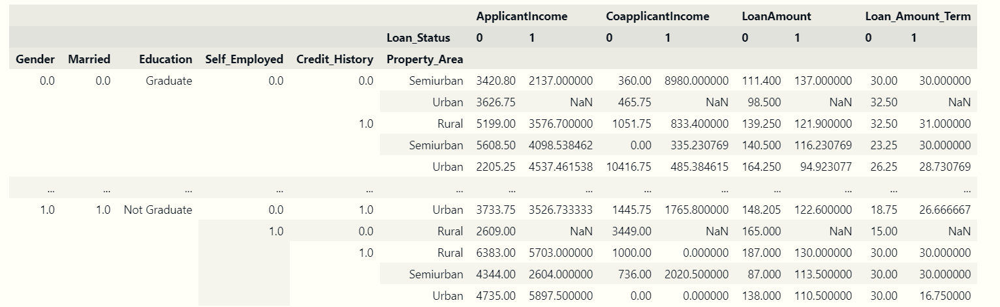 ApplicantIncome CoapplicantIncome LoanAmount Loan_Amount_Term
Loan_Status 0 1 0 1 0 1 0 1
Gender Married Education Self_Employed Credit_History Property_Area
0.0 0.0 Graduate 0.0 0.0 Semiurban 3420.80 2137.000000 360.00 8980.000000 111.400 137.000000 30.00 30.000000
Urban 3626.75 NaN 465.75 NaN 98.500 NaN 32.50 NaN
1.0 Rural 5199.00 3576.700000 1051.75 833.400000 139.250 121.900000 32.50 31.000000
Semiurban 5608.50 4098.538462 0.00 335.230769 140.500 116.230769 23.25 30.000000
Urban 2205.25 4537.461538 10416.75 485.384615 164.250 94.923077 26.25 28.730769
... ... ... ... ... ... ... ... ... ... ... ... ... ...
1.0 1.0 Not Graduate 0.0 1.0 Urban 3733.75 3526.733333 1445.75 1765.800000 148.205 122.600000 18.75 26.666667
1.0 0.0 Rural 2609.00 NaN 3449.00 NaN 165.000 NaN 15.00 NaN
1.0 Rural 6383.00 5703.000000 1000.00 0.000000 187.000 130.000000 30.00 30.000000
Semiurban 4344.00 2604.000000 736.00 2020.500000 87.000 113.500000 30.00 30.000000
Urban 4735.00 5897.500000 0.00 0.000000 138.000 110.500000 30.00 16.750000